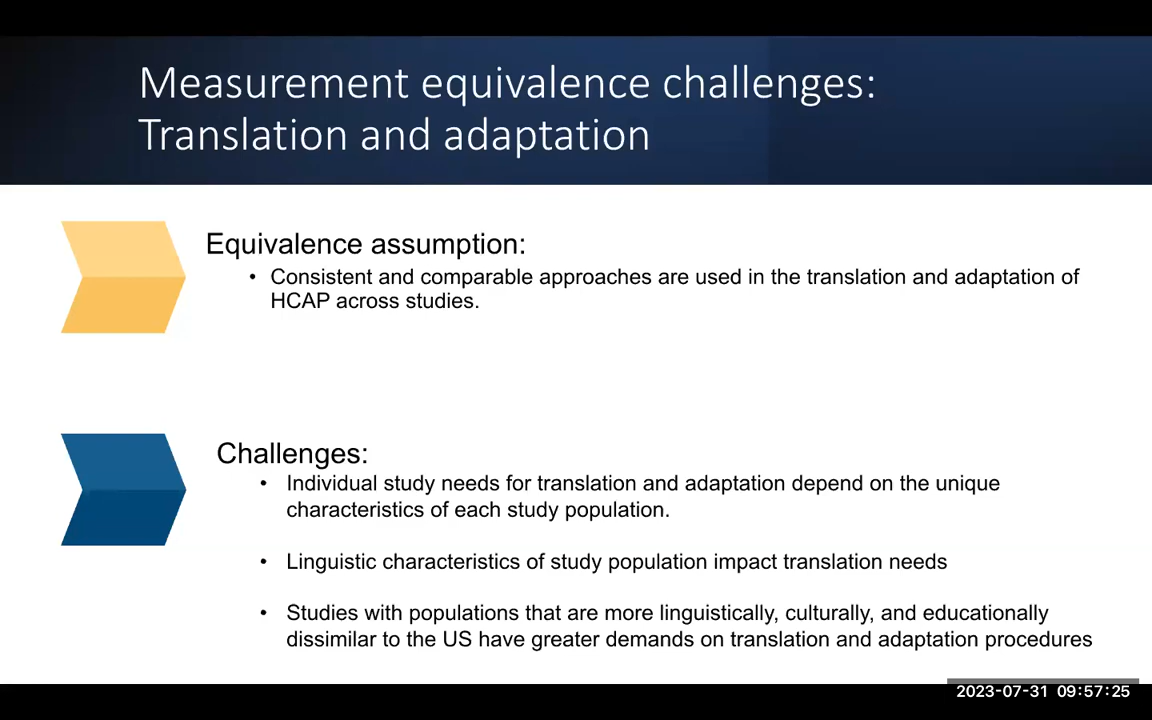 Measurement equivalence challenges:
Translation and adaptation
Equivalence assumption:
• Consistent and comparable approaches are used in the translation and adaptation of
HCAP across studies.
Challenges:
• Individual study needs for translation and adaptation depend on the unique
characteristics of each study population.
• Linguistic characteristics of study population impact translation needs
• Studies with populations that are more linguistically, culturally, and educationally
dissimilar to the US have greater demands on translation and adaptation procedures
2023-07-31 09:57:25